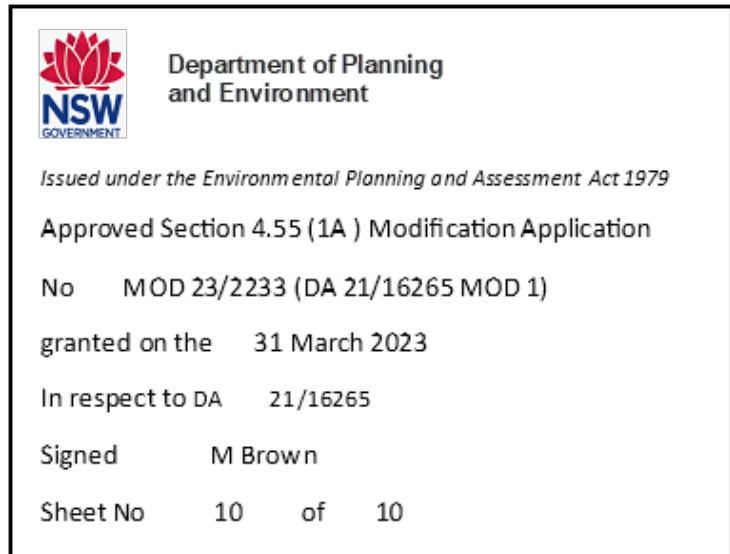 Department of Planning
and Environment
NSW
GOVERNMENT
Issued under the Environmental Planning and Assessment Act 1979
Approved Section 4.55 (1A ) Modification Application
No MOD 23/2233 (DA 21/16265 MOD 1)
granted on the 31 March 2023
In respect to DA 21/16265
Signed M Brown
Sheet No 10 of 10